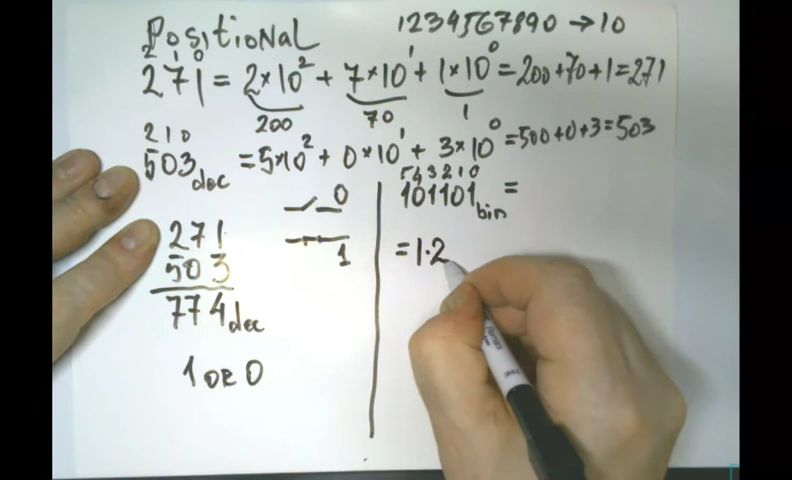 POSITIONAL
1234567890 → 10
2 1 0
271 = 2×10² + 7×10¹ + 1×10⁰ = 200+70+1=271
200 70 1
2 1 0
503dec = 5×10² + 0×10¹ + 3×10⁰ = 500+0+3=503
0
1
271
503
774dec
1 OR 0
5 4 3 2 1 0
101101bin =
= 1·2